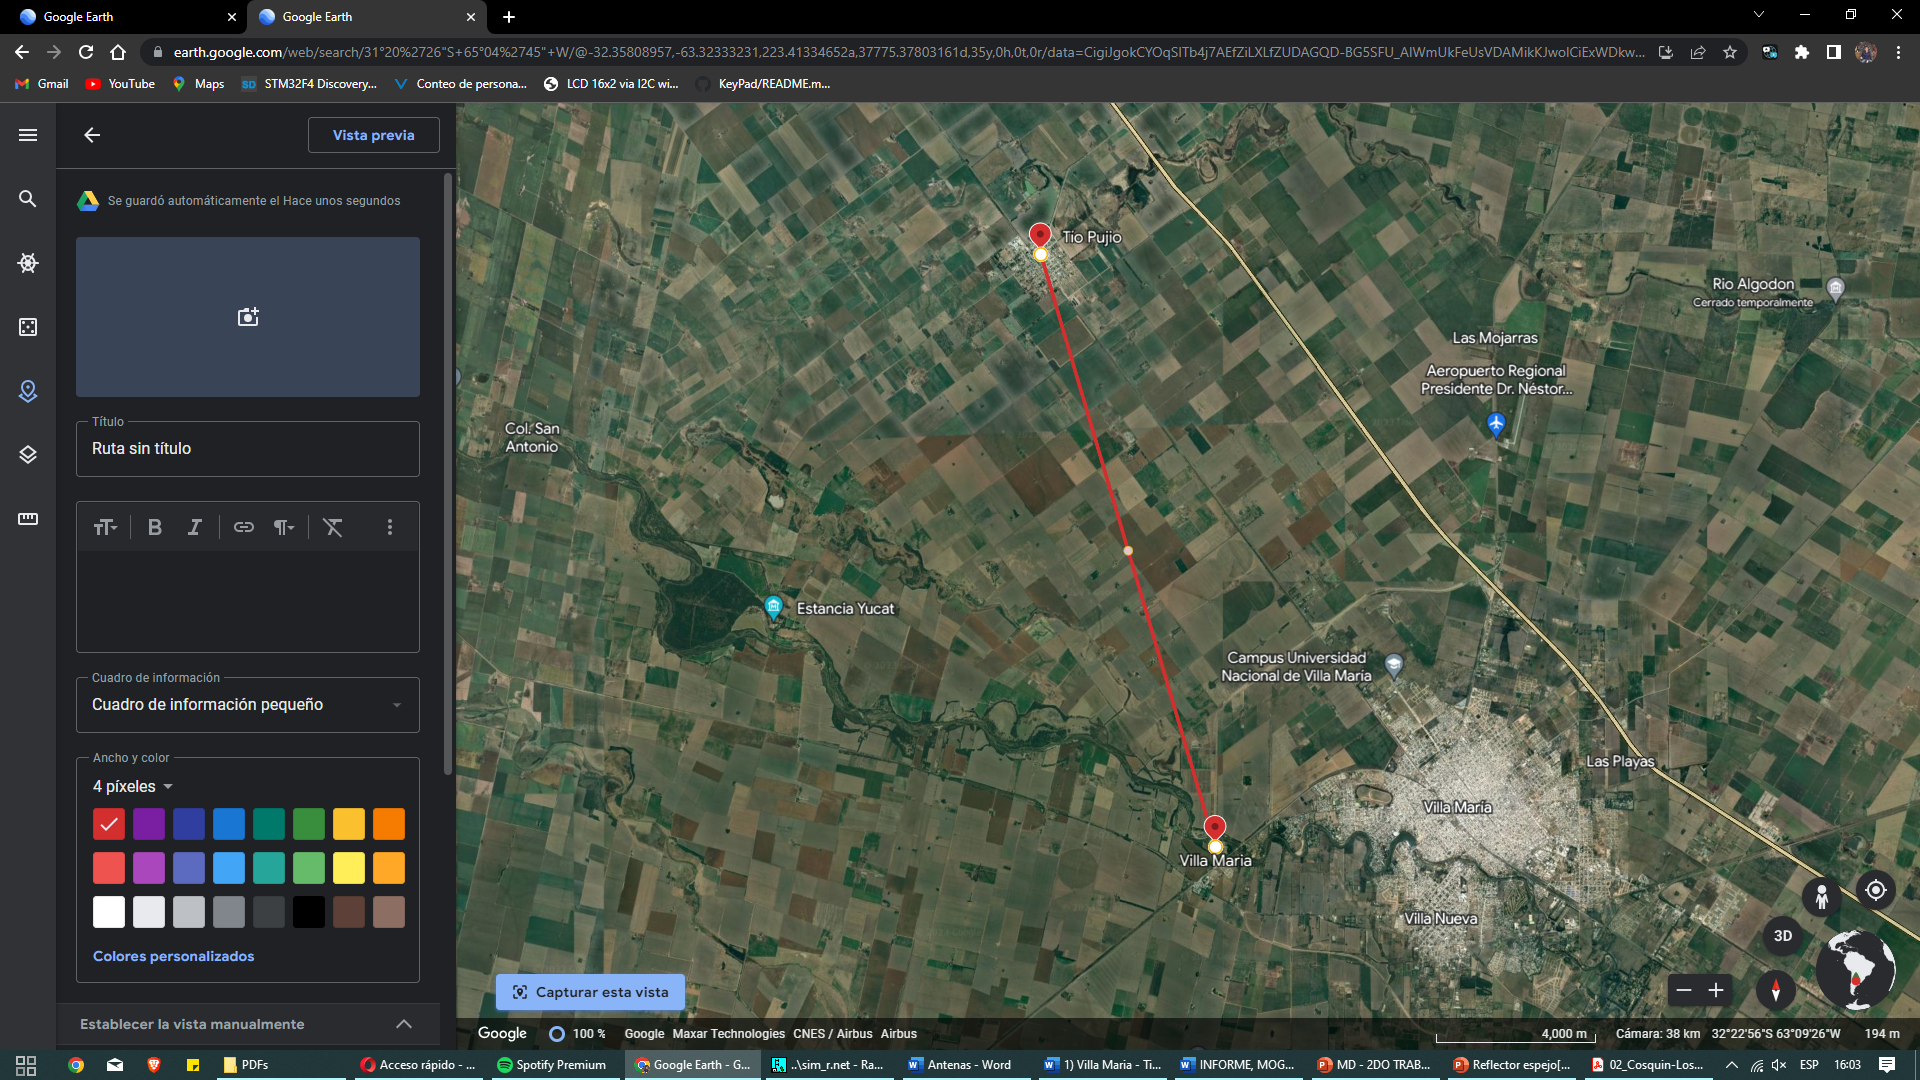 Google Earth
Google Earth
earth.google.com/web/search/31°20%2726"S+65°04%2745"+W/@-32.35808957,-63.32333231,223.41334652a,37775.37803161d,35y,0h,0t,0r/data=CigiJgokCYOqSITb4j7AEfZiLXLfZUDAGQD-BG5SFU_AIWmUkFeUsVDAMikKJwolCiExWDkw...
Gmail YouTube Maps STM32F4 Discovery... Conteo de persona... LCD 16x2 via I2C wi... KeyPad/README.m...
Vista previa
Se guardó automáticamente el Hace unos segundos
Título
Ruta sin título
Cuadro de información
Cuadro de información pequeño
Ancho y color
4 píxeles
Colores personalizados
Establecer la vista manualmente
Tio Pujio
Rio Algodon
Cerrado temporalmente
Las Mojarras
Aeropuerto Regional
Presidente Dr. Néstor...
Col. San
Antonio
Estancia Yucat
Campus Universidad
Nacional de Villa María
Las Playas
Villa María
Villa Maria
Villa Nueva
3D
Capturar esta vista
Google 100 % Google Maxar Technologies CNES / Airbus Airbus 4,000 m Cámara: 38 km 32°22'56"S 63°09'26"W 194 m
PDFs Acceso rápido - ... Spotify Premium Google Earth - G... ..\sim_r.net - Ra... Antenas - Word 1) Villa Maria - Ti... INFORME, MOG... MD - 2DO TRAB... Reflector espejo[... 02_Cosquin-Los... ESP 16:03